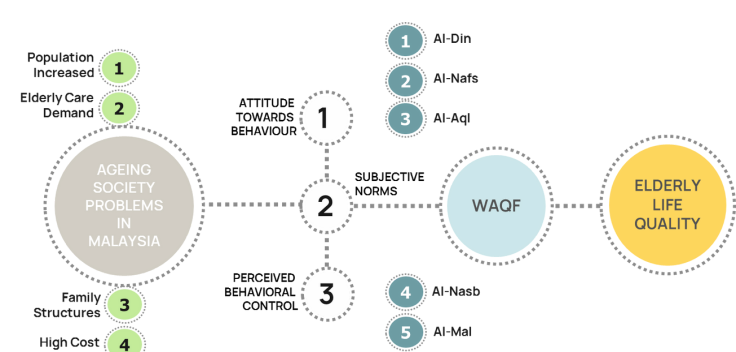 Population
Increased
1
Elderly Care
Demand
2
AGEING
SOCIETY
PROBLEMS
IN
MALAYSIA
Family
Structures
3
High Cost
4
ATTITUDE
TOWARDS
BEHAVIOUR
1
2
SUBJECTIVE
NORMS
PERCEIVED
BEHAVIORAL
CONTROL
3
1
Al-Din
2
Al-Nafs
3
Al-Aql
WAQF
4
Al-Nasb
5
Al-Mal
ELDERLY
LIFE
QUALITY